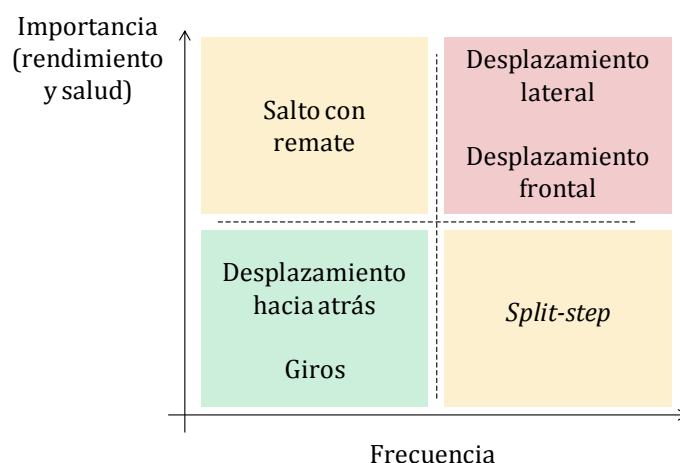 Importancia
(rendimiento
y salud)
Salto con
remate
Desplazamiento
lateral
Desplazamiento
frontal
Desplazamiento
hacia atrás
Giros
Split-step
Frecuencia